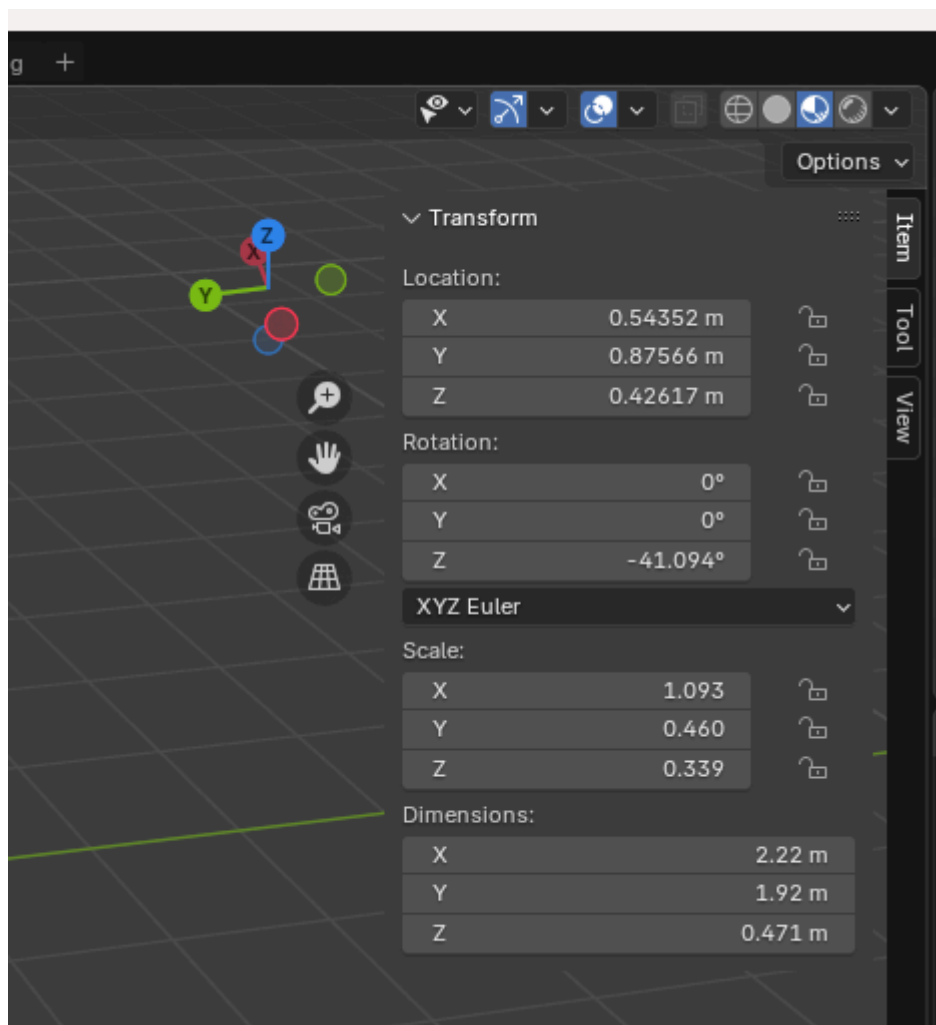 g +
Options
Transform
Item
Z
X
Y
Location:
X 0.54352 m
Y 0.87566 m
Z 0.42617 m
Tool
View
Rotation:
X 0°
Y 0°
Z -41.094°
XYZ Euler
Scale:
X 1.093
Y 0.460
Z 0.339
Dimensions:
X 2.22 m
Y 1.92 m
Z 0.471 m